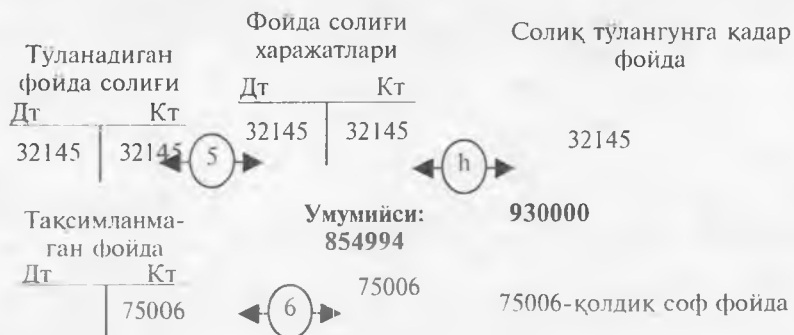 Тўланадиган
фойда солиғи
Дт Кт
32145 32145
5
Фойда солиғи
харажатлари
Дт Кт
32145 32145
h
Солиқ тўлангунга қадар
фойда
32145
Тақсимланма-
ган фойда
Дт Кт
75006
6
Умумийси:
854994
75006
930000
75006-қолдиқ соф фойда